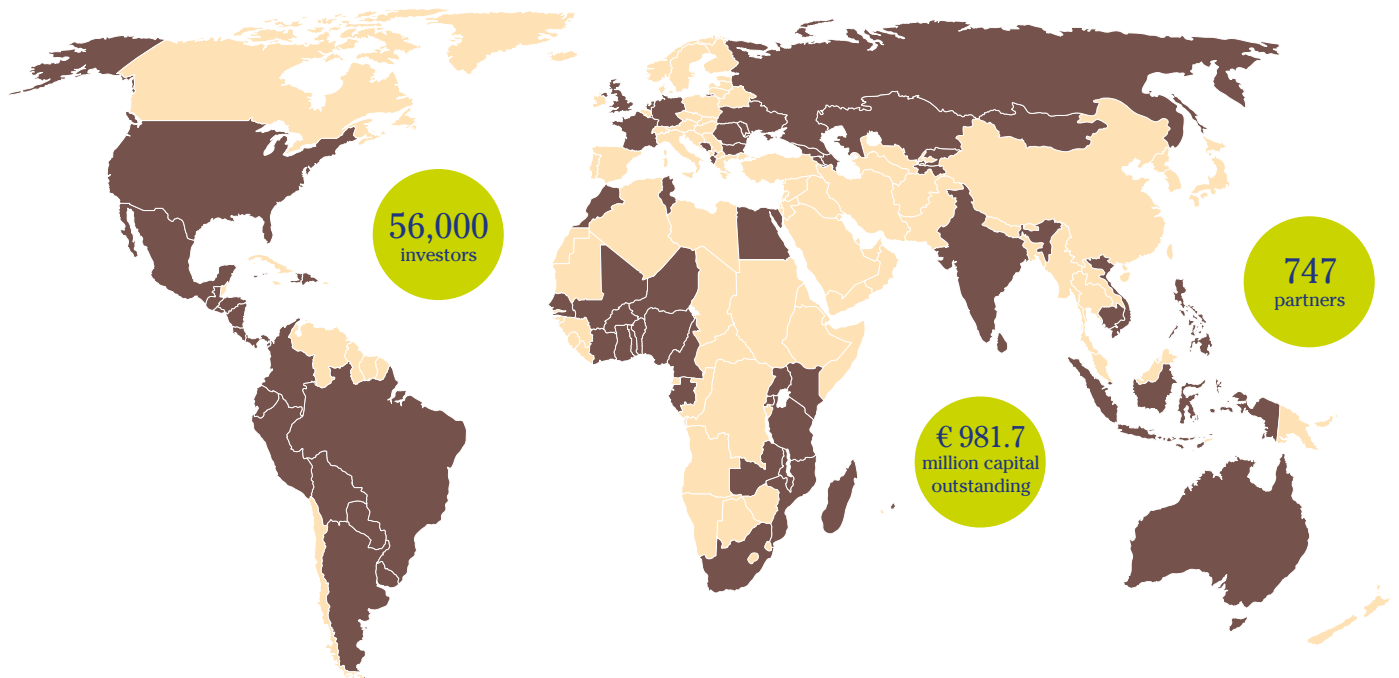 56,000
investors
747
partners
€ 981.7
million capital
outstanding